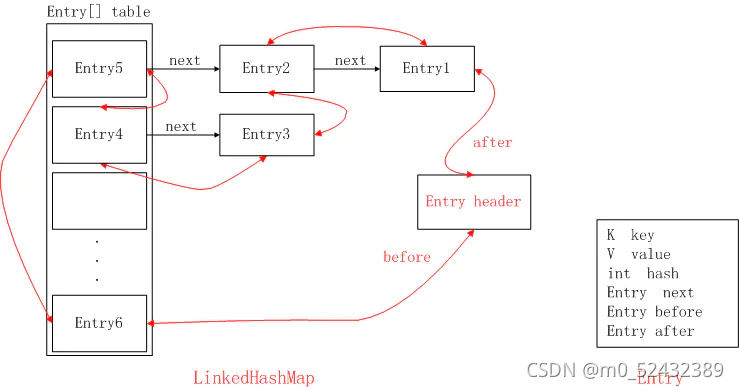 Entry[] table
Entry5
next
Entry2
next
Entry1
Entry4
next
Entry3
after
Entry header
before
Entry6
K key
V value
int hash
Entry next
Entry before
Entry after
LinkedHashMap
Entry
CSDN @m0_52432389